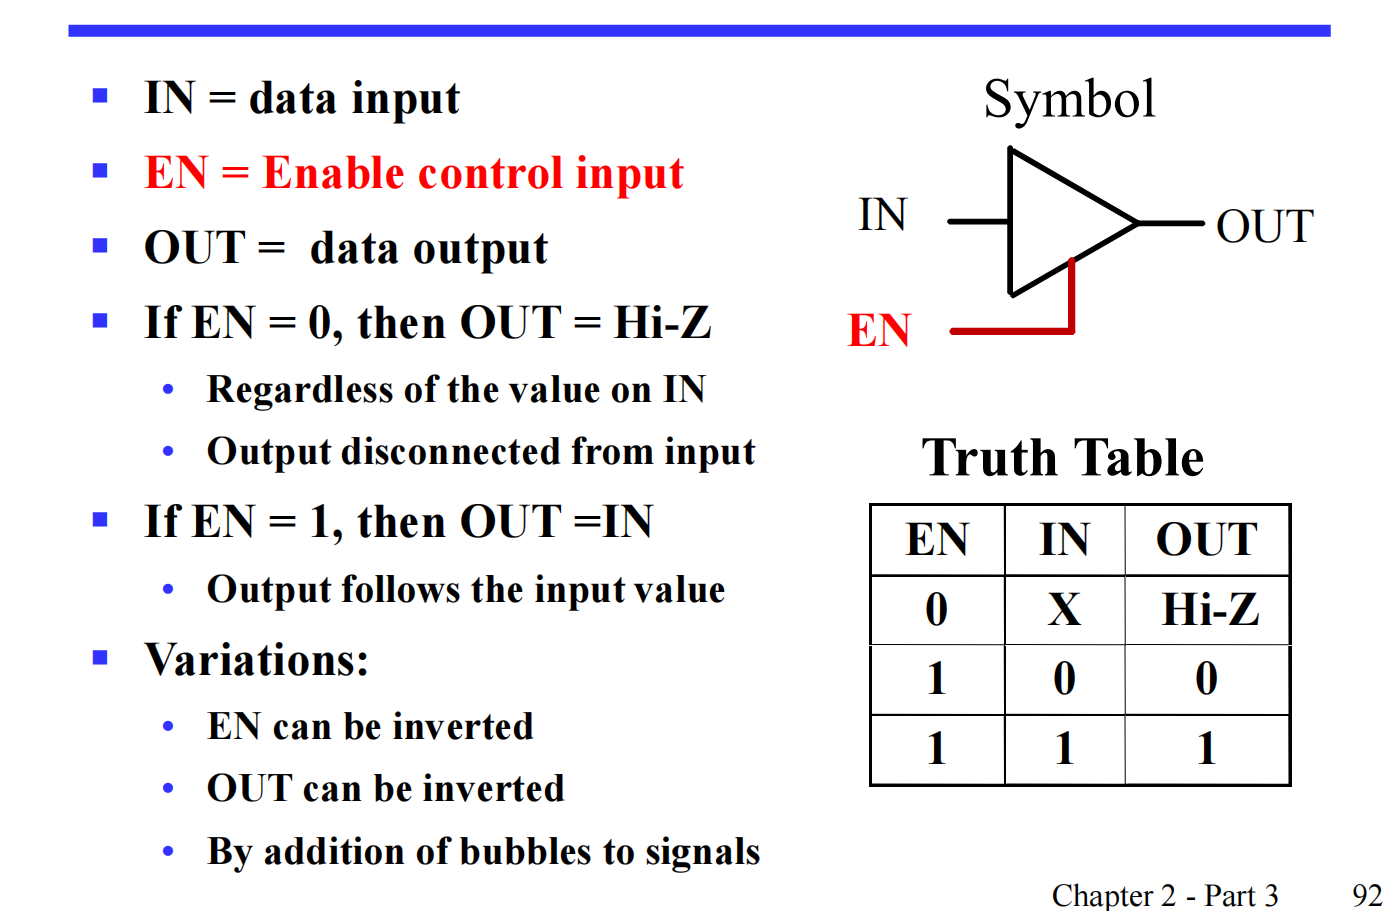 IN = data input
EN = Enable control input
OUT = data output
If EN = 0, then OUT = Hi-Z
Regardless of the value on IN
Output disconnected from input
If EN = 1, then OUT =IN
Output follows the input value
Variations:
EN can be inverted
OUT can be inverted
By addition of bubbles to signals
Symbol
IN
OUT
EN
Truth Table
EN IN OUT
0 X Hi-Z
1 0 0
1 1 1
Chapter 2 - Part 3 92